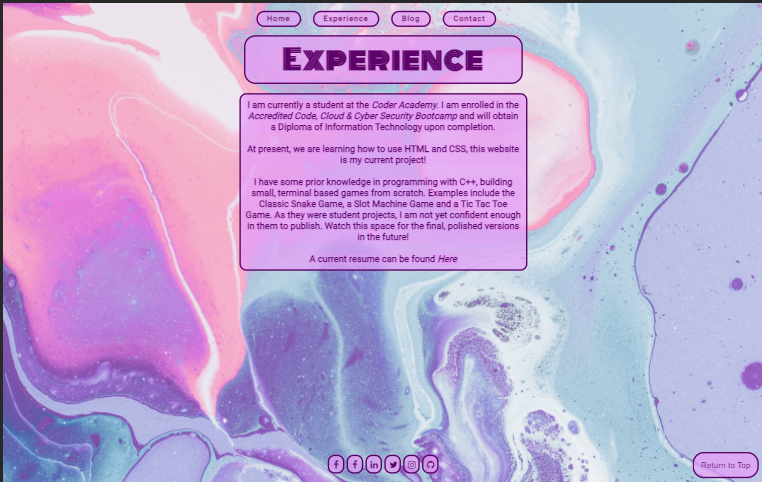 Home Experience Blog Contact
Experience
I am currently a student at the Coder Academy. I am enrolled in the
Accredited Code, Cloud & Cyber Security Bootcamp and will obtain
a Diploma of Information Technology upon completion.
At present, we are learning how to use HTML and CSS, this website
is my current project!
I have some prior knowledge in programming with C++, building
small, terminal based games from scratch. Examples include the
Classic Snake Game, a Slot Machine Game and a Tic Tac Toe
Game. As they were student projects, I am not yet confident enough
in them to publish. Watch this space for the final, polished versions
in the future!
A current resume can be found Here
Return to Top